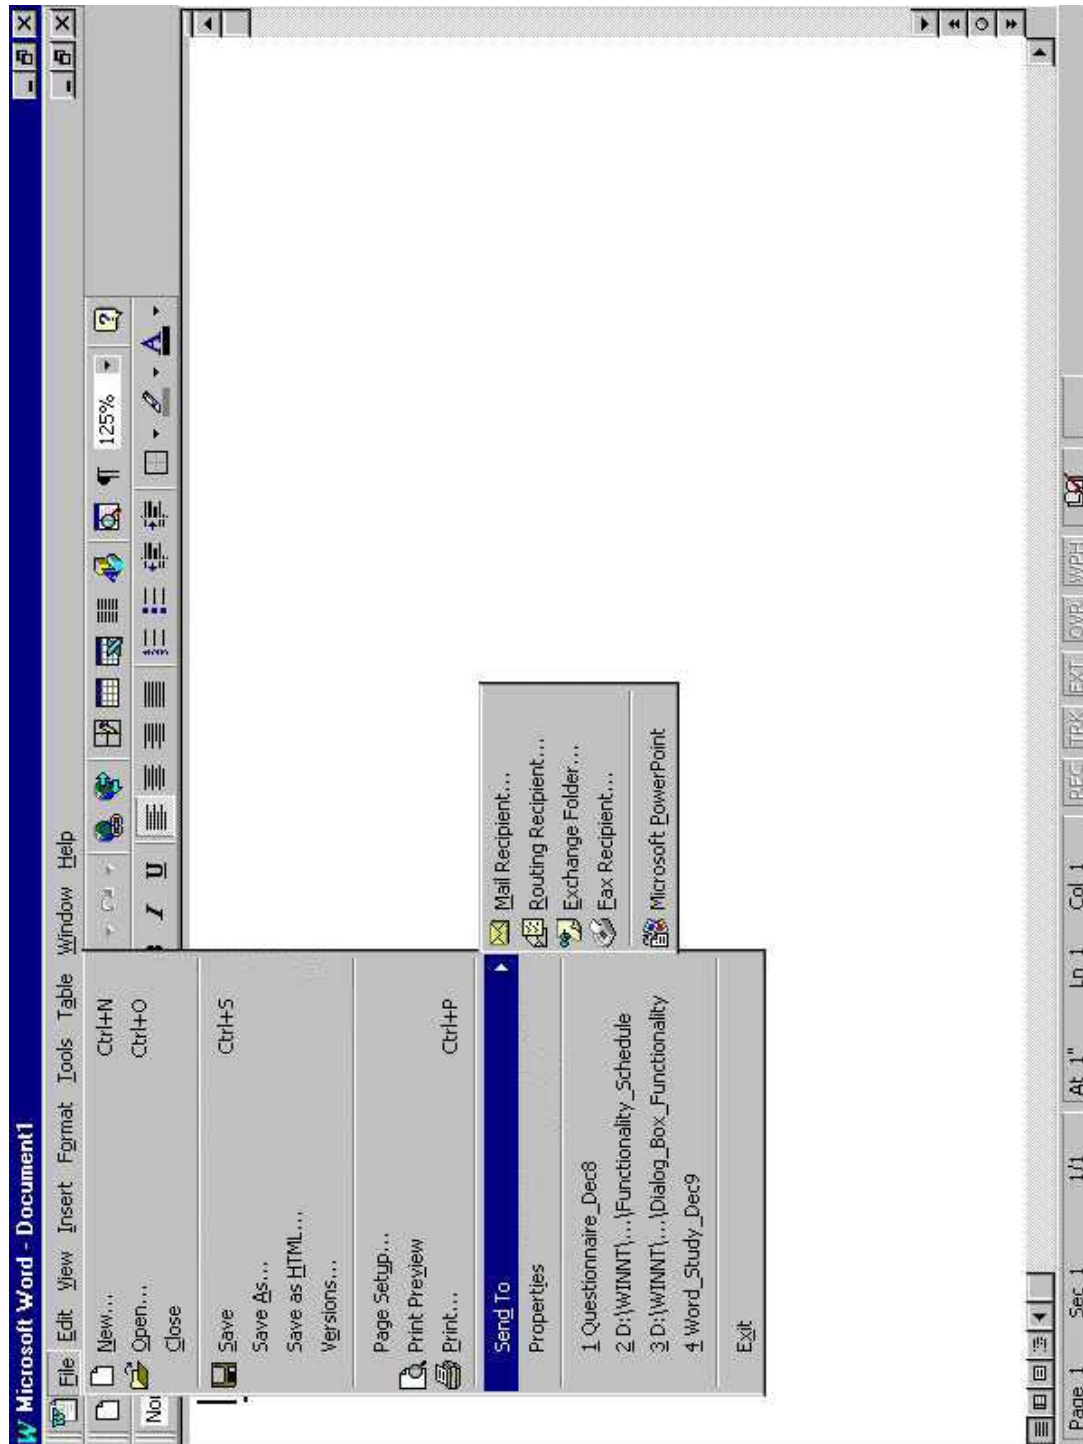 Microsoft Word - Document1
File Edit View Insert Format Tools Table Window Help
New... Ctrl+N
Open... Ctrl+O
Close
Save Ctrl+S
Save As...
Save as HTML...
Versions...
Page Setup...
Print Preview
Print... Ctrl+P
Send To
Properties
1 Questionnaire_Dec8
2 D:\WINNT\...\Functionality_Schedule
3 D:\WINNT\...\Dialog_Box_Functionality
4 Word_Study_Dec9
Exit
Mail Recipient...
Routing Recipient...
Exchange Folder...
Fax Recipient...
Microsoft PowerPoint
125%
Nor
I U A
Page 1 Sec 1 1/1 At 1" Ln 1 Col 1 REC TRK EXT OVR WPH